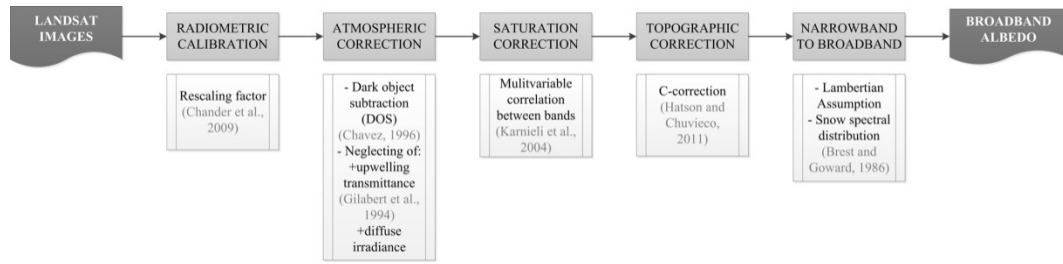 LANDSAT
IMAGES
RADIOMETRIC
CALIBRATION
Rescaling factor
(Chander et al.,
2009)
ATMOSPHERIC
CORRECTION
- Dark object
subtraction
(DOS)
(Chavez, 1996)
- Neglecting of:
+upwelling
transmittance
(Gilabert et al.,
1994)
+diffuse
irradiance
SATURATION
CORRECTION
Mulitvariable
correlation
between bands
(Karnieli et al.,
2004)
TOPOGRAPHIC
CORRECTION
C-correction
(Hatson and
Chuvieco,
2011)
NARROWBAND
TO BROADBAND
- Lambertian
Assumption
- Snow spectral
distribution
(Brest and
Goward, 1986)
BROADBAND
ALBEDO